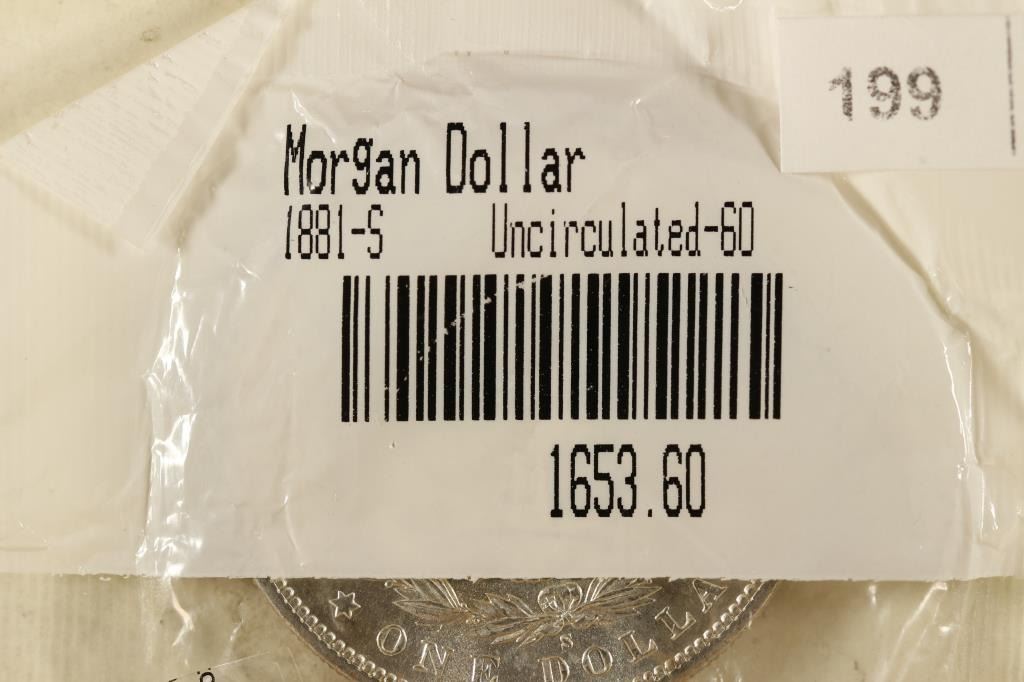 199
Morgan Dollar
1881-S Uncirculated-60
1653.60
S
ONE DOLLA